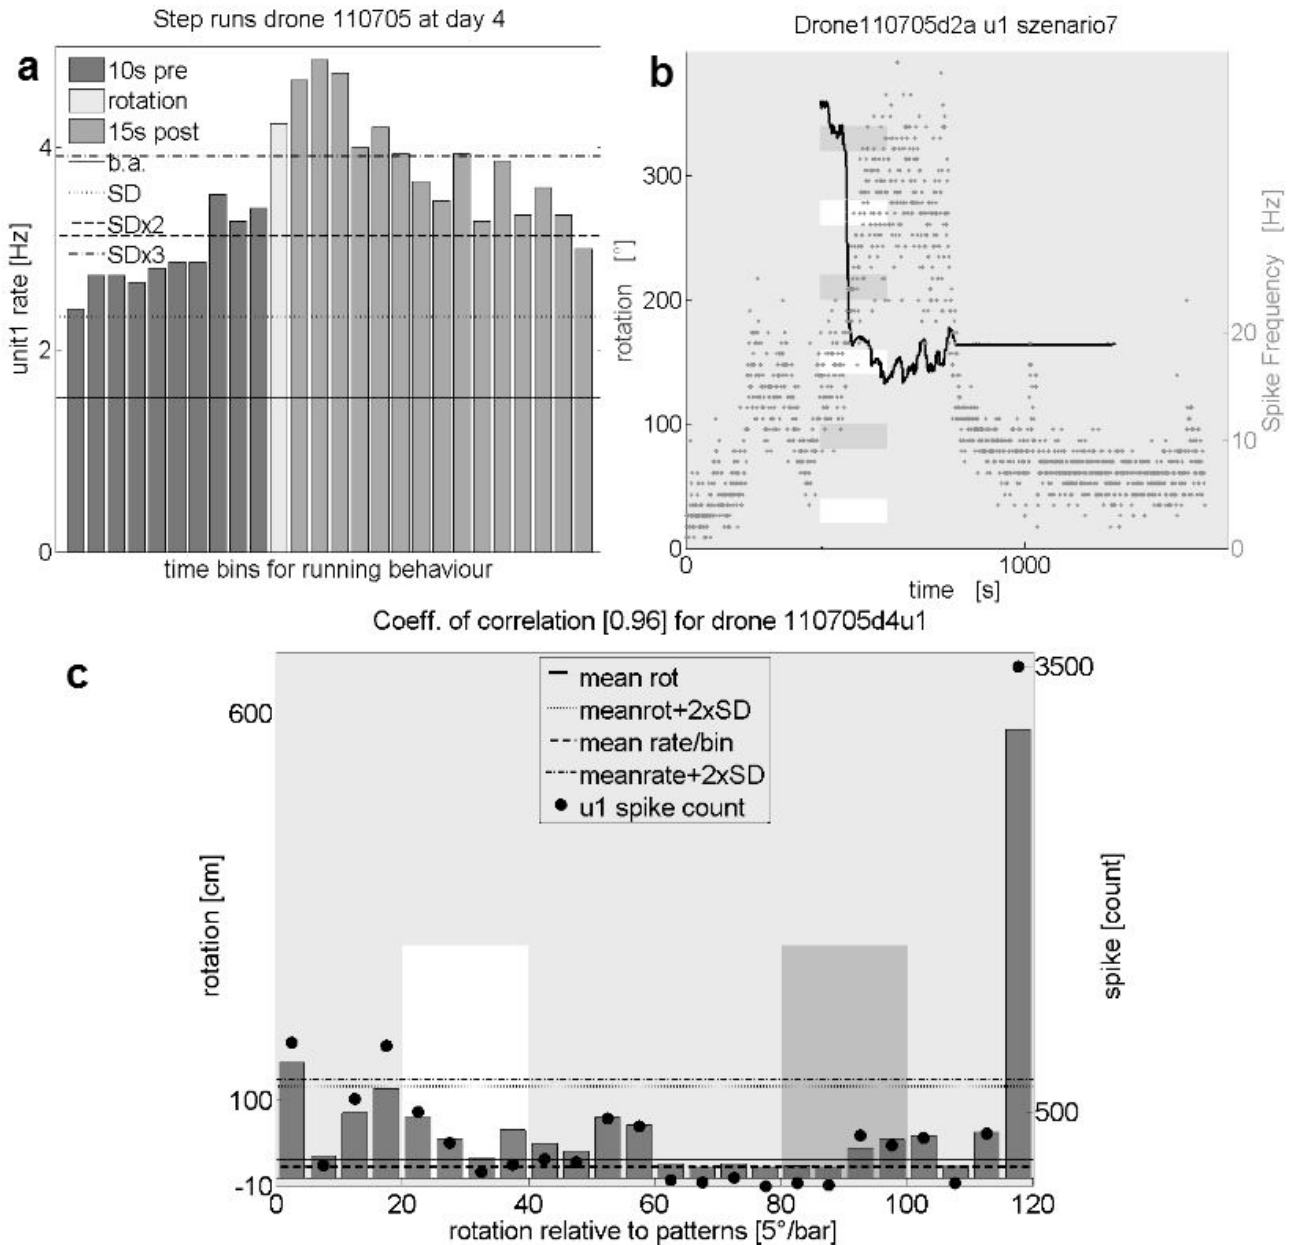 Step runs drone 110705 at day 4
a
10s pre
rotation
15s post
b.a.
SD
SDx2
SDx3
4
2
0
unit1 rate [Hz]
time bins for running behaviour
Drone110705d2a u1 szenario7
b
300
200
100
0
rotation [°]
20
10
0
Spike Frequency [Hz]
0
1000
time [s]
Coeff. of correlation [0.96] for drone 110705d4u1
c
mean rot
meanrot+2xSD
mean rate/bin
meanrate+2xSD
u1 spike count
600
100
-10
rotation [cm]
3500
500
spike [count]
0 20 40 60 80 100 120
rotation relative to patterns [5°/bar]